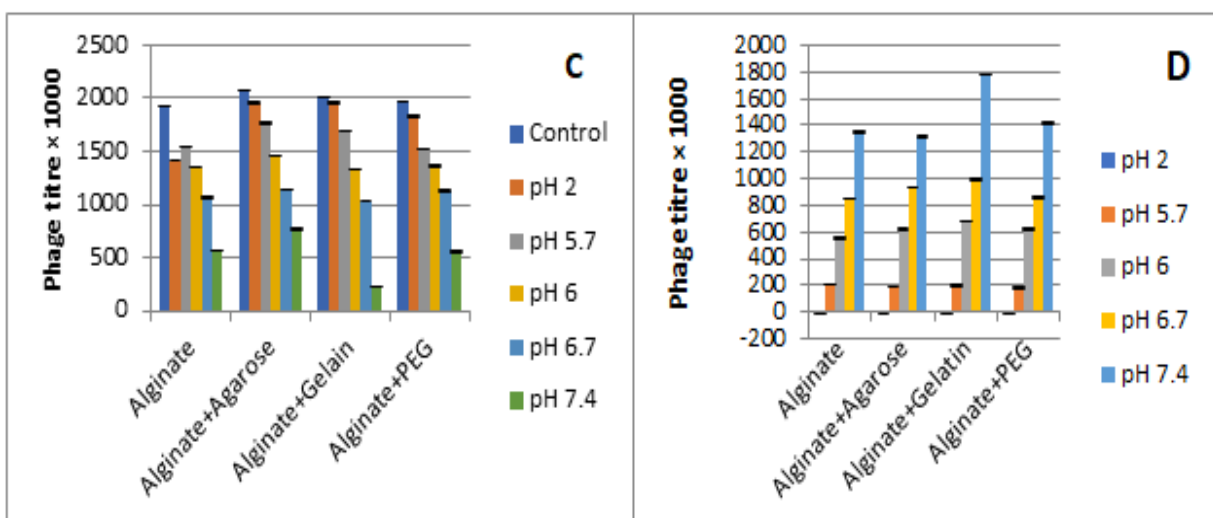 C
Phage titre × 1000
2500
2000
1500
1000
500
0
Alginate
Alginate+Agarose
Alginate+Gelain
Alginate+PEG
Control
pH 2
pH 5.7
pH 6
pH 6.7
pH 7.4
D
Phage titre × 1000
2000
1800
1600
1400
1200
1000
800
600
400
200
0
-200
Alginate
Alginate+Agarose
Alginate+Gelatin
Alginate+PEG
pH 2
pH 5.7
pH 6
pH 6.7
pH 7.4